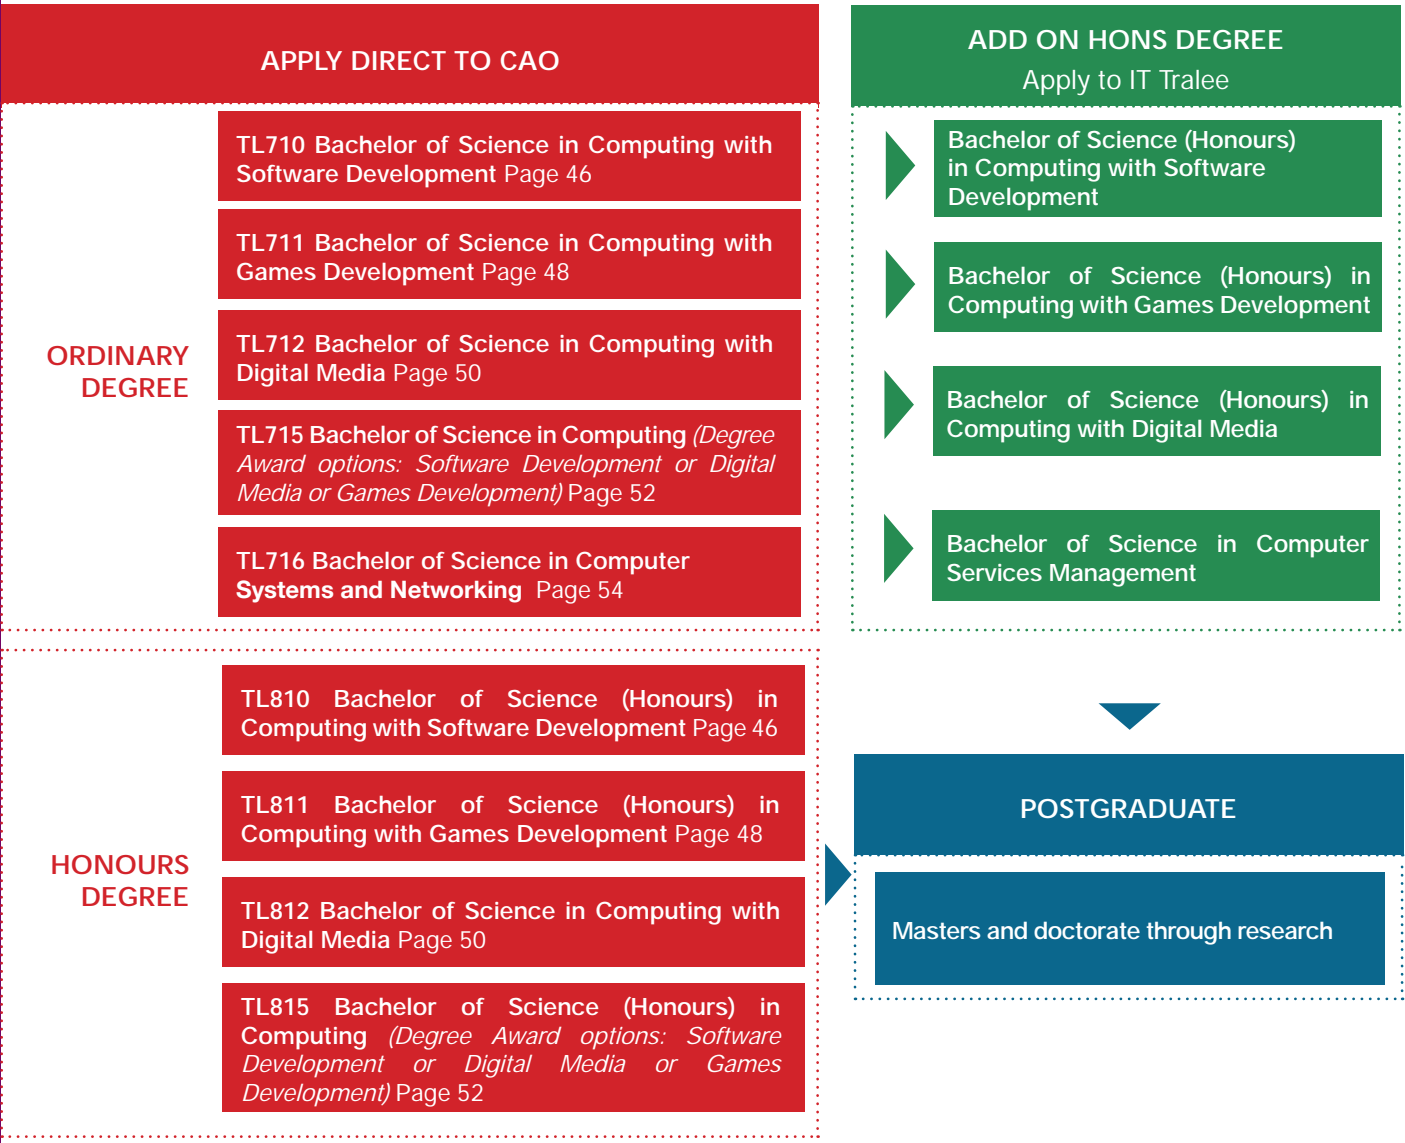 APPLY DIRECT TO CAO
ORDINARY
DEGREE
TL710 Bachelor of Science in Computing with
Software Development Page 46
TL711 Bachelor of Science in Computing with
Games Development Page 48
TL712 Bachelor of Science in Computing with
Digital Media Page 50
TL715 Bachelor of Science in Computing (Degree
Award options: Software Development or Digital
Media or Games Development) Page 52
TL716 Bachelor of Science in Computer
Systems and Networking Page 54
ADD ON HONS DEGREE
Apply to IT Tralee
Bachelor of Science (Honours)
in Computing with Software
Development
Bachelor of Science (Honours) in
Computing with Games Development
Bachelor of Science (Honours) in
Computing with Digital Media
Bachelor of Science in Computer
Services Management
HONOURS
DEGREE
TL810 Bachelor of Science (Honours) in
Computing with Software Development Page 46
TL811 Bachelor of Science (Honours) in
Computing with Games Development Page 48
TL812 Bachelor of Science in Computing with
Digital Media Page 50
TL815 Bachelor of Science (Honours) in
Computing (Degree Award options: Software
Development or Digital Media or Games
Development) Page 52
POSTGRADUATE
Masters and doctorate through research